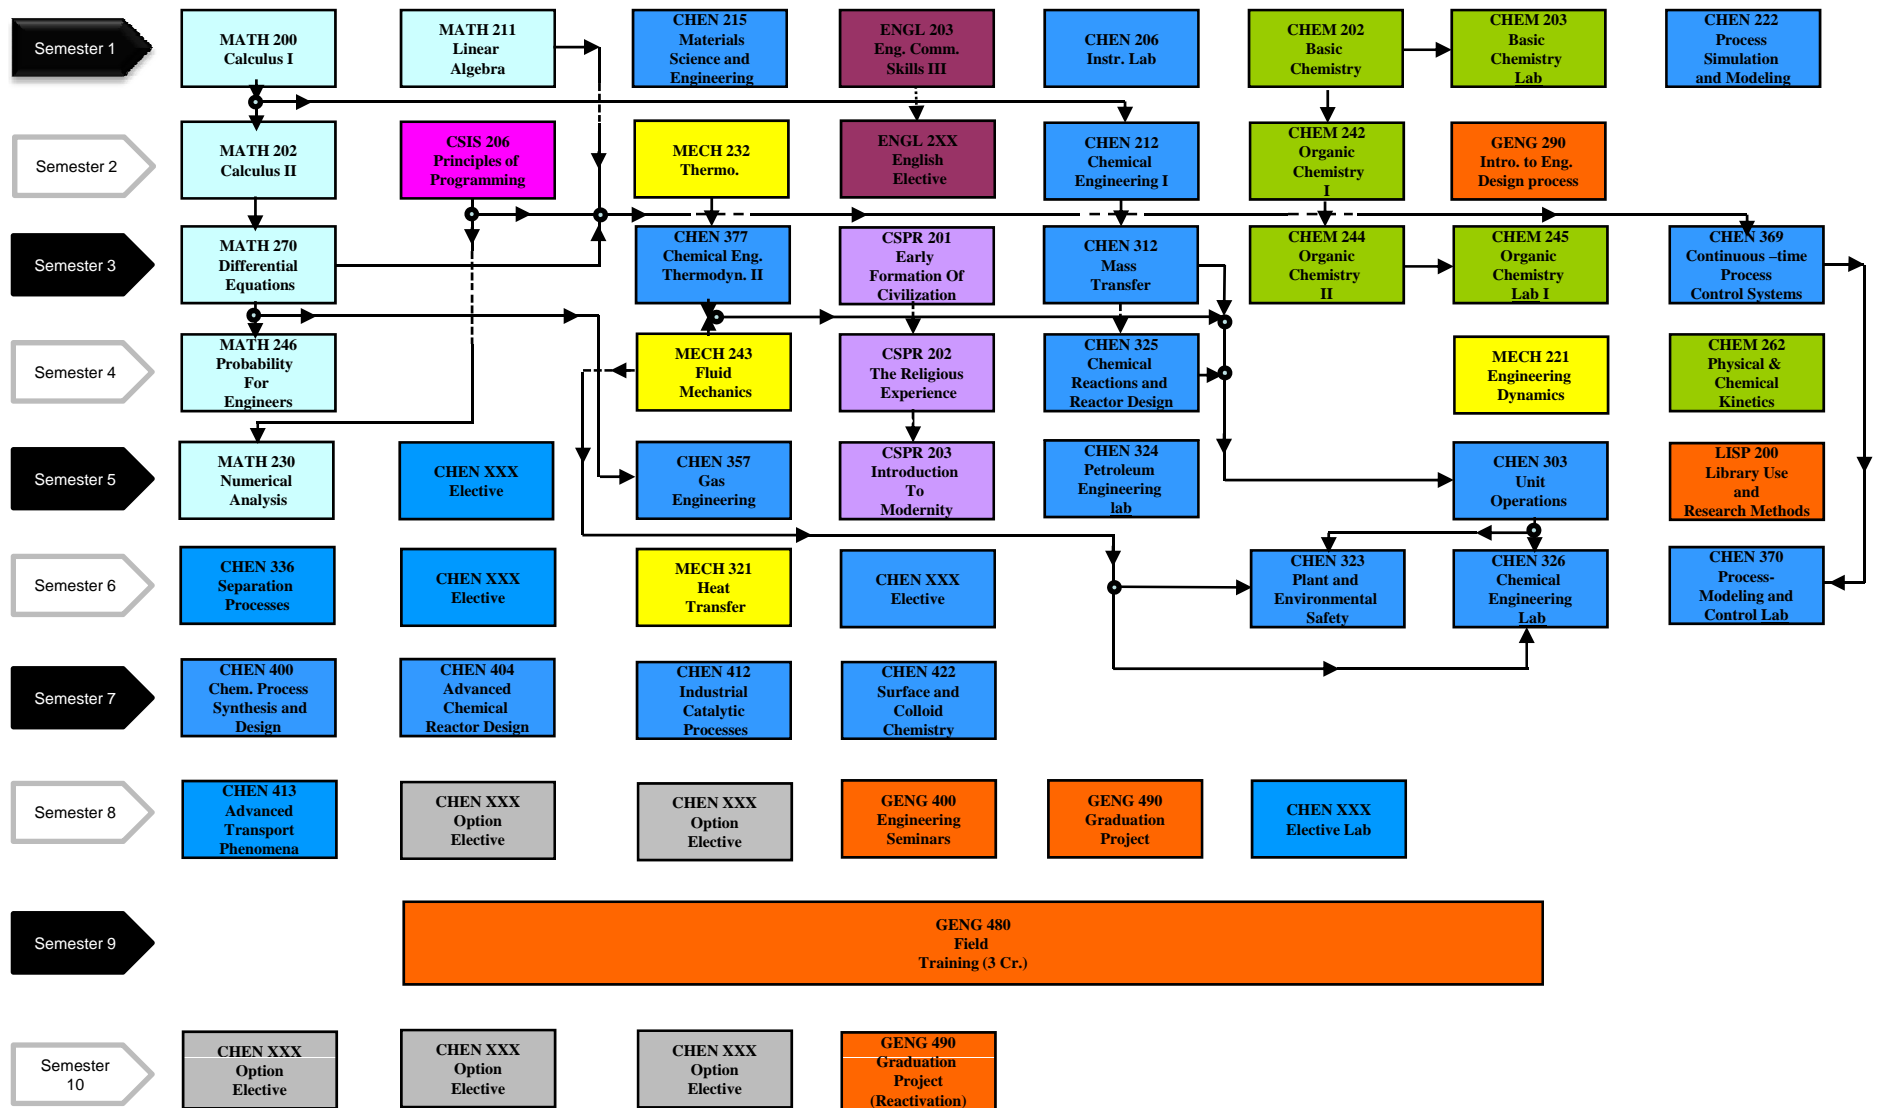 Semester 1
MATH 200
Calculus I
MATH 211
Linear
Algebra
CHEN 215
Materials
Science and
Engineering
ENGL 203
Eng. Comm.
Skills III
CHEN 206
Instr. Lab
CHEM 202
Basic
Chemistry
CHEM 203
Basic
Chemistry
Lab
CHEN 222
Process
Simulation
and Modeling
Semester 2
MATH 202
Calculus II
CSIS 206
Principles of
Programming
MECH 232
Thermo.
ENGL 2XX
English
Elective
CHEN 212
Chemical
Engineering I
CHEM 242
Organic
Chemistry
I
GENG 290
Intro. to Eng.
Design process
Semester 3
MATH 270
Differential
Equations
CHEN 377
Chemical Eng.
Thermodyn. II
CSPR 201
Early
Formation Of
Civilization
CHEN 312
Mass
Transfer
CHEM 244
Organic
Chemistry
II
CHEM 245
Organic
Chemistry
Lab I
CHEN 369
Continuous –time
Process
Control Systems
Semester 4
MATH 246
Probability
For
Engineers
MECH 243
Fluid
Mechanics
CSPR 202
The Religious
Experience
CHEN 325
Chemical
Reactions and
Reactor Design
MECH 221
Engineering
Dynamics
CHEM 262
Physical &
Chemical
Kinetics
Semester 5
MATH 230
Numerical
Analysis
CHEN XXX
Elective
CHEN 357
Gas
Engineering
CSPR 203
Introduction
To
Modernity
CHEN 324
Petroleum
Engineering
lab
CHEN 303
Unit
Operations
LISP 200
Library Use
and
Research Methods
Semester 6
CHEN 336
Separation
Processes
CHEN XXX
Elective
MECH 321
Heat
Transfer
CHEN XXX
Elective
CHEN 323
Plant and
Environmental
Safety
CHEN 326
Chemical
Engineering
Lab
CHEN 370
Process-
Modeling and
Control Lab
Semester 7
CHEN 400
Chem. Process
Synthesis and
Design
CHEN 404
Advanced
Chemical
Reactor Design
CHEN 412
Industrial
Catalytic
Processes
CHEN 422
Surface and
Colloid
Chemistry
Semester 8
CHEN 413
Advanced
Transport
Phenomena
CHEN XXX
Option
Elective
CHEN XXX
Option
Elective
GENG 400
Engineering
Seminars
GENG 490
Graduation
Project
CHEN XXX
Elective Lab
Semester 9
GENG 480
Field
Training (3 Cr.)
Semester
10
CHEN XXX
Option
Elective
CHEN XXX
Option
Elective
CHEN XXX
Option
Elective
GENG 490
Graduation
Project
(Reactivation)